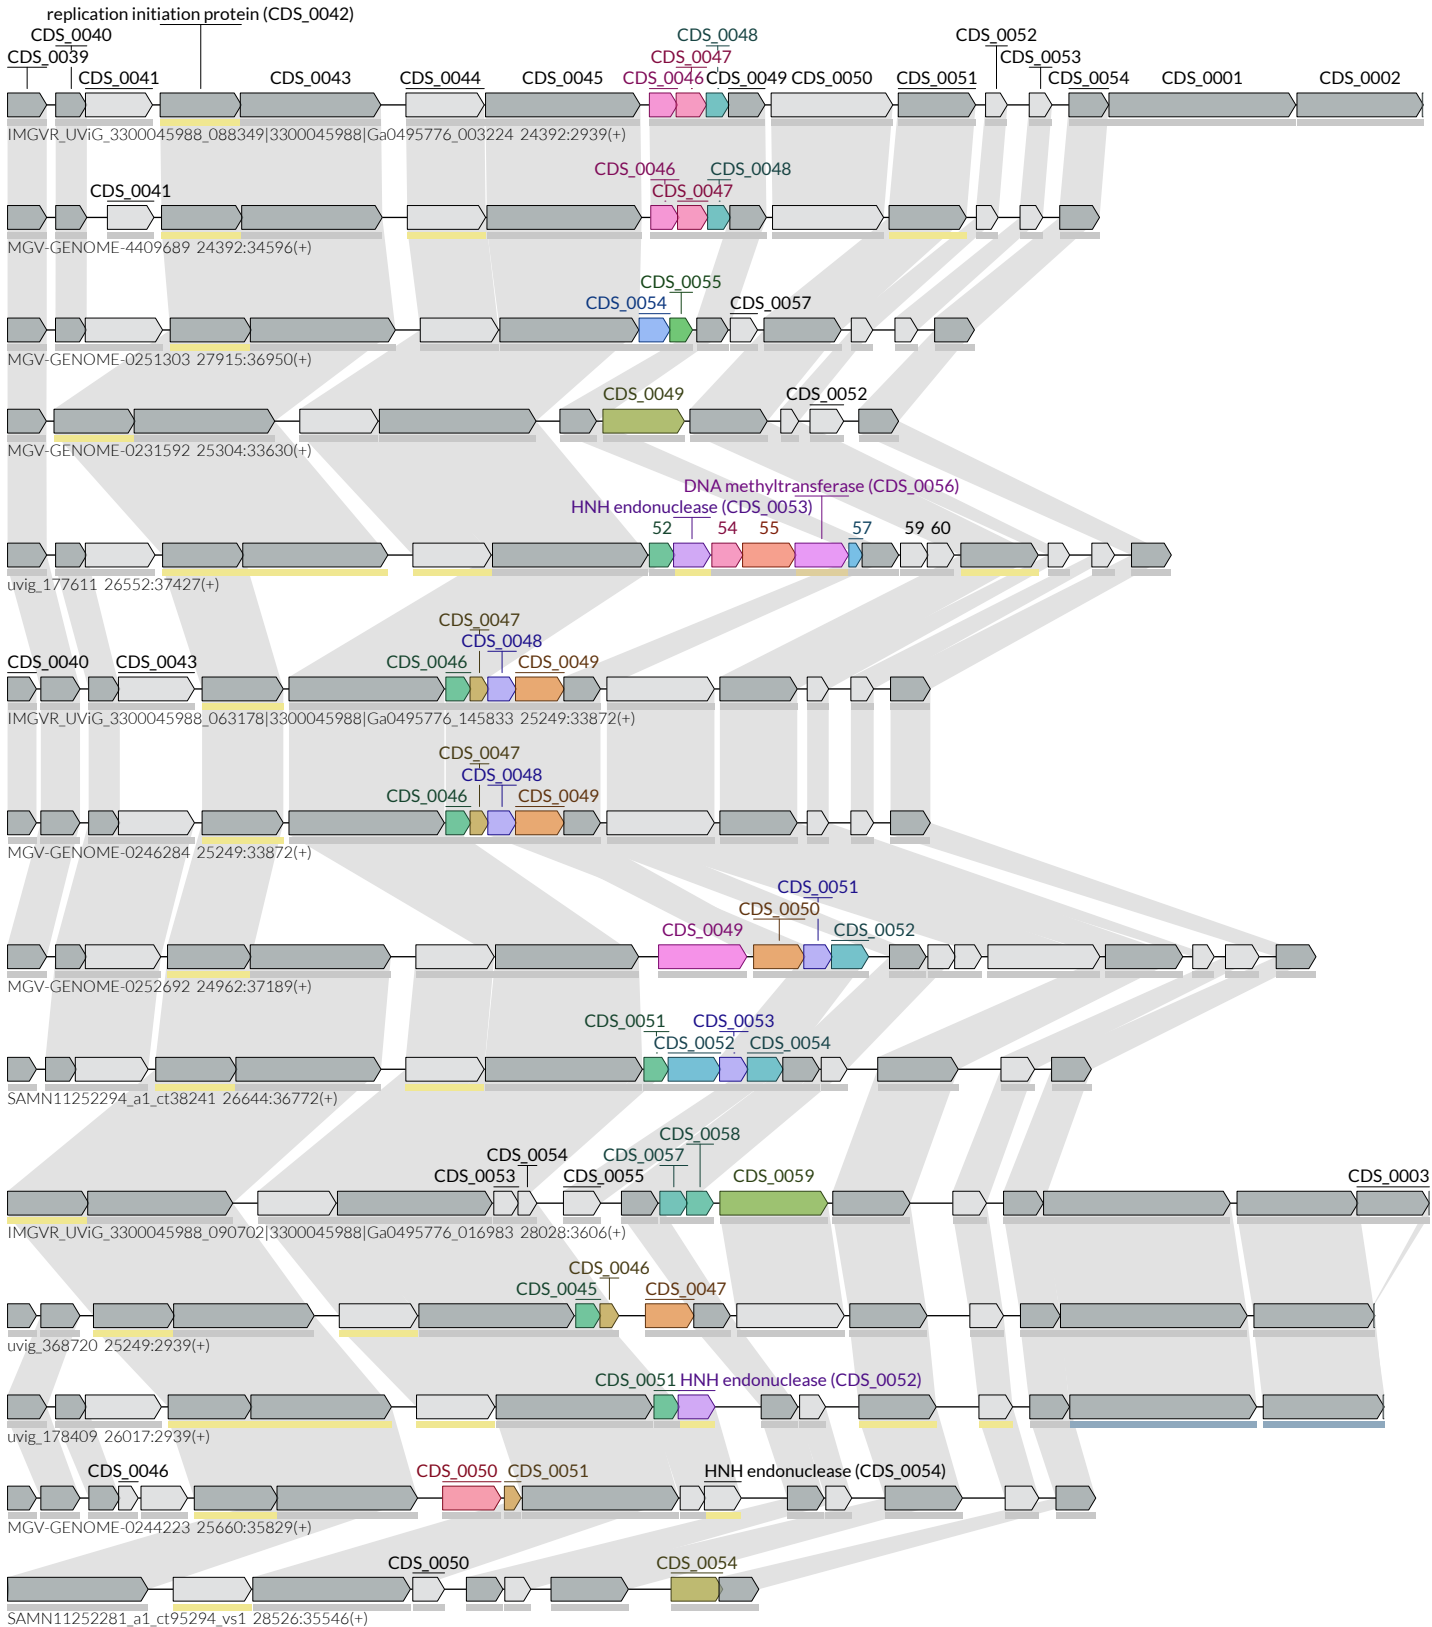 replication initiation protein (CDS_0042)
CDS_0040 CDS_0048 CDS_0052
CDS_0039 CDS_0047 CDS_0053
CDS_0041 CDS_0043 CDS_0044 CDS_0045 CDS_0046 CDS_0049 CDS_0050 CDS_0051 CDS_0054 CDS_0001 CDS_0002
IMGVR_UViG_3300045988_088349|3300045988|Ga0495776_003224 24392:2939(+)
CDS_0046 CDS_0048
CDS_0041 CDS_0047
MGV-GENOME-4409689 24392:34596(+)
CDS_0055
CDS_0054 CDS_0057
MGV-GENOME-0251303 27915:36950(+)
CDS_0049 CDS_0052
MGV-GENOME-0231592 25304:33630(+)
DNA methyltransferase (CDS_0056)
HNH endonuclease (CDS_0053)
52 54 55 57 59 60
uvig_177611 26552:37427(+)
CDS_0047
CDS_0048
CDS_0040 CDS_0043 CDS_0046 CDS_0049
IMGVR_UViG_3300045988_063178|3300045988|Ga0495776_145833 25249:33872(+)
CDS_0047
CDS_0048
CDS_0046 CDS_0049
MGV-GENOME-0246284 25249:33872(+)
CDS_0051
CDS_0050
CDS_0049 CDS_0052
MGV-GENOME-0252692 24962:37189(+)
CDS_0051 CDS_0053
CDS_0052 CDS_0054
SAMN11252294_a1_ct38241 26644:36772(+)
CDS_0058
CDS_0054 CDS_0057
CDS_0053 CDS_0055 CDS_0059 CDS_0003
IMGVR_UViG_3300045988_090702|3300045988|Ga0495776_016983 28028:3606(+)
CDS_0046
CDS_0045 CDS_0047
uvig_368720 25249:2939(+)
CDS_0051 HNH endonuclease (CDS_0052)
uvig_178409 26017:2939(+)
CDS_0046 CDS_0050 CDS_0051 HNH endonuclease (CDS_0054)
MGV-GENOME-0244223 25660:35829(+)
CDS_0050 CDS_0054
SAMN11252281_a1_ct95294_vs1 28526:35546(+)